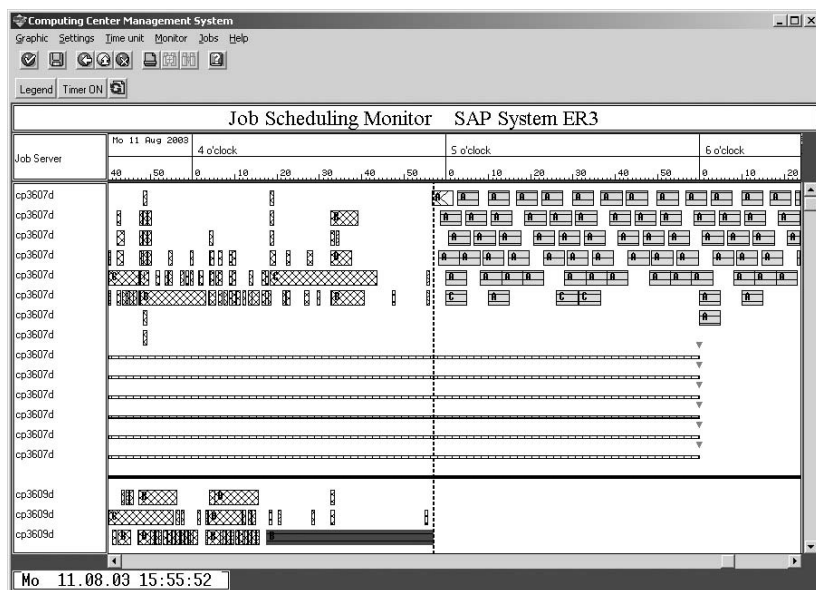 Computing Center Management System
Graphic Settings Time unit Monitor Jobs Help
Legend Timer ON
Job Scheduling Monitor SAP System ER3
Job Server
Mo 11 Aug 2003 4 o'clock 5 o'clock 6 o'clock
40 50 0 10 20 30 40 50 0 10 20 30 40 50 0 10 20
cp3607d A A A A A A A A A A A A
cp3607d A A A A A A A A A A A A
cp3607d A A A A A A A A A A A A
cp3607d A A A A A A A A A A A A
cp3607d C C A A A A A A A A A A A A A
cp3607d C A C C A A
cp3607d A
cp3607d
cp3607d
cp3607d
cp3607d
cp3607d
cp3607d
cp3607d
cp3609d
cp3609d
cp3609d
Mo 11.08.03 15:55:52